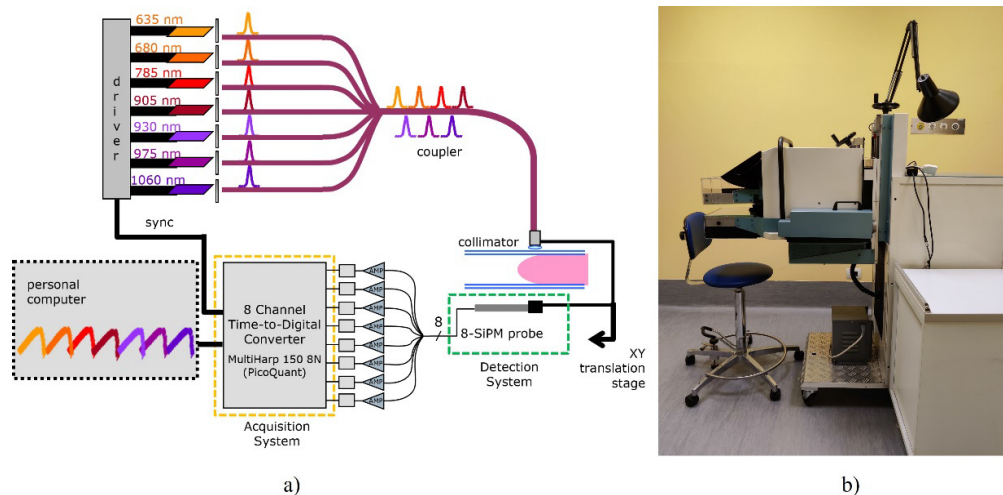 635 nm
680 nm
785 nm
905 nm
930 nm
975 nm
1060 nm
driver
sync
coupler
collimator
personal
computer
8 Channel
Time-to-Digital
Converter
MultiHarp 150 8N
(PicoQuant)
Acquisition
System
AMP
AMP
AMP
AMP
AMP
AMP
AMP
AMP
8
8-SiPM probe
Detection
System
XY
translation
stage
a)
b)